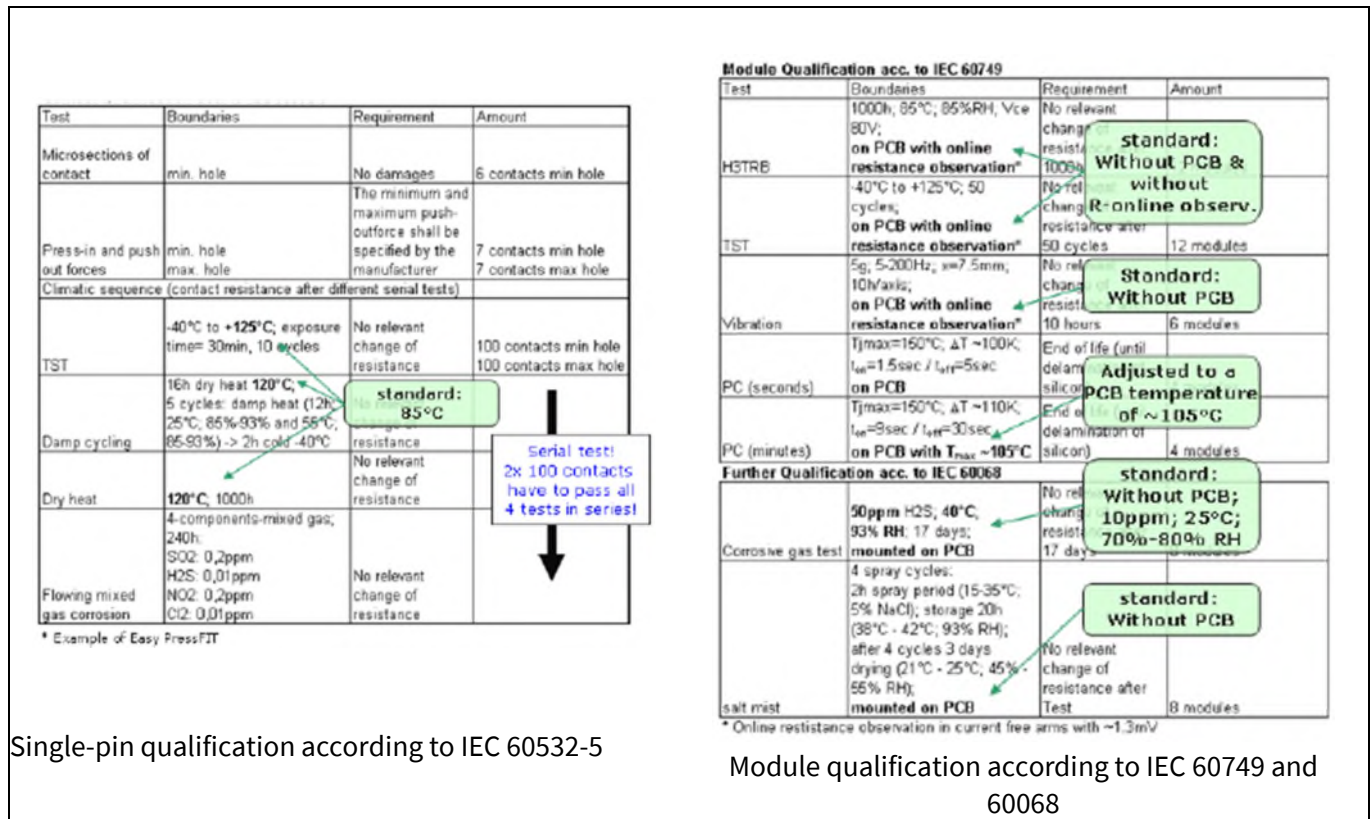 Test Boundaries Requirement Amount
Microsections of
contact min. hole No damages 6 contacts min hole
The minimum and
maximum push-
outforce shall be
Press-in and push min. hole specified by the 7 contacts min hole
out forces max. hole manufacturer 7 contacts max hole
Climatic sequence (contact resistance after different serial tests)
-40°C to +125°C; exposure No relevant
time= 30min, 10 cycles change of 100 contacts min hole
TST resistance 100 contacts max hole
16h dry heat 120°C;
5 cycles: damp heat (12h;
25°C; 85%-93% and 55°C;
85-93%) -> 2h cold -40°C
Damp cycling resistance
standard:
85°C
No relevant
change of
Dry heat 120°C; 1000h resistance
Serial test!
2x 100 contacts
have to pass all
4 tests in series!
4-components-mixed gas;
240h:
SO2: 0,2ppm
H2S: 0,01ppm No relevant
Flowing mixed NO2: 0,2ppm change of
gas corrosion Cl2: 0,01ppm resistance
* Example of Easy PressFIT
Single-pin qualification according to IEC 60532-5
Module Qualification acc. to IEC 60749
Test Boundaries Requirement Amount
1000h, 85°C; 85%RH, Vce No relevant
80V;
on PCB with online
H3TRB resistance observation*
standard:
Without PCB &
without
R-online observ.
-40°C to +125°C; 50
cycles;
on PCB with online resistance after
TST resistance observation* 50 cycles 12 modules
5g; 5-200Hz; x=7.5mm;
10h/axis;
on PCB with online
Vibration resistance observation* 10 hours 6 modules
Standard:
Without PCB
Tjmax=150°C; ΔT ~100K; End of life (until
ton=1.5sec / toff=5sec
PC (seconds) on PCB
Adjusted to a
PCB temperature
of ~105°C
Tjmax=150°C; ΔT ~110K;
ton=9sec / toff=30sec delamination of
PC (minutes) on PCB with Tmax ~105°C silicon) 4 modules
Further Qualification acc. to IEC 60068
50ppm H2S; 40°C;
93% RH; 17 days;
Corrosive gas test mounted on PCB 17 days
standard:
Without PCB;
10ppm; 25°C;
70%-80% RH
4 spray cycles:
2h spray period (15-35°C;
5% NaCl); storage 20h
(38°C - 42°C; 93% RH);
after 4 cycles 3 days No relevant
drying (21°C - 25°C; 45% - change of
55% RH); resistance after
salt mist mounted on PCB Test 8 modules
standard:
Without PCB
* Online restistance observation in current free arms with ~1.3mV
Module qualification according to IEC 60749 and
60068